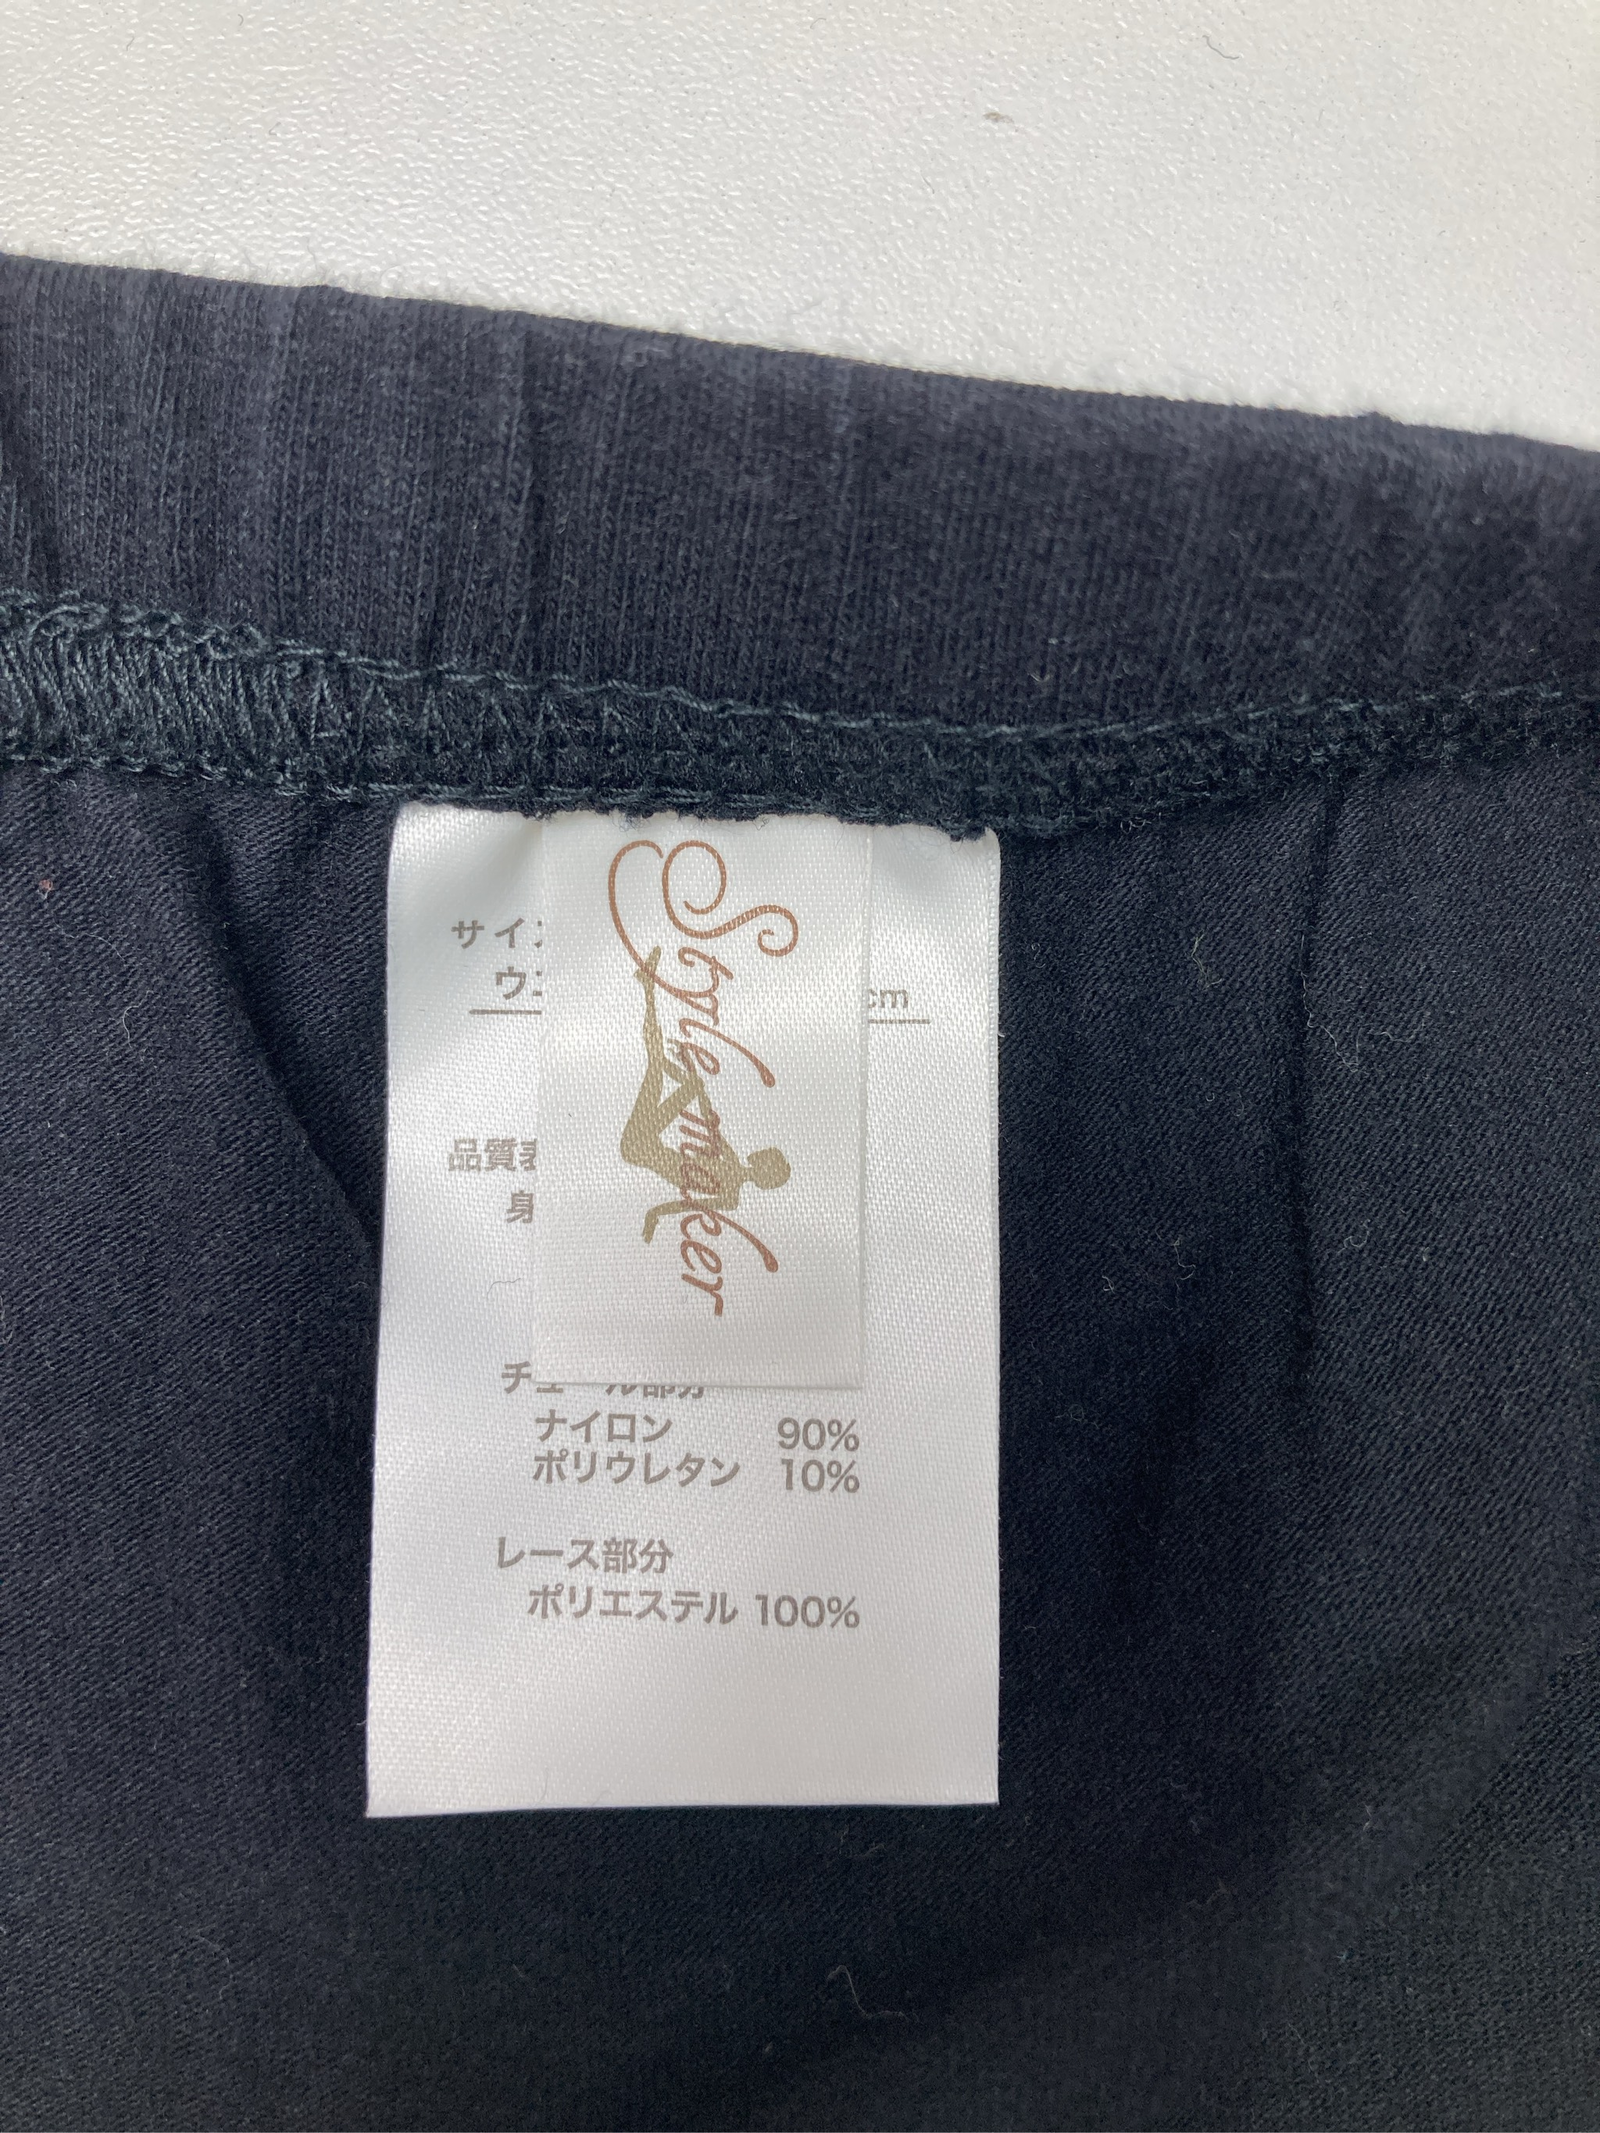 Style maker
サイ
ウ
cm
品質
身
チュール部分
ナイロン 90%
ポリウレタン 10%
レース部分
ポリエステル 100%